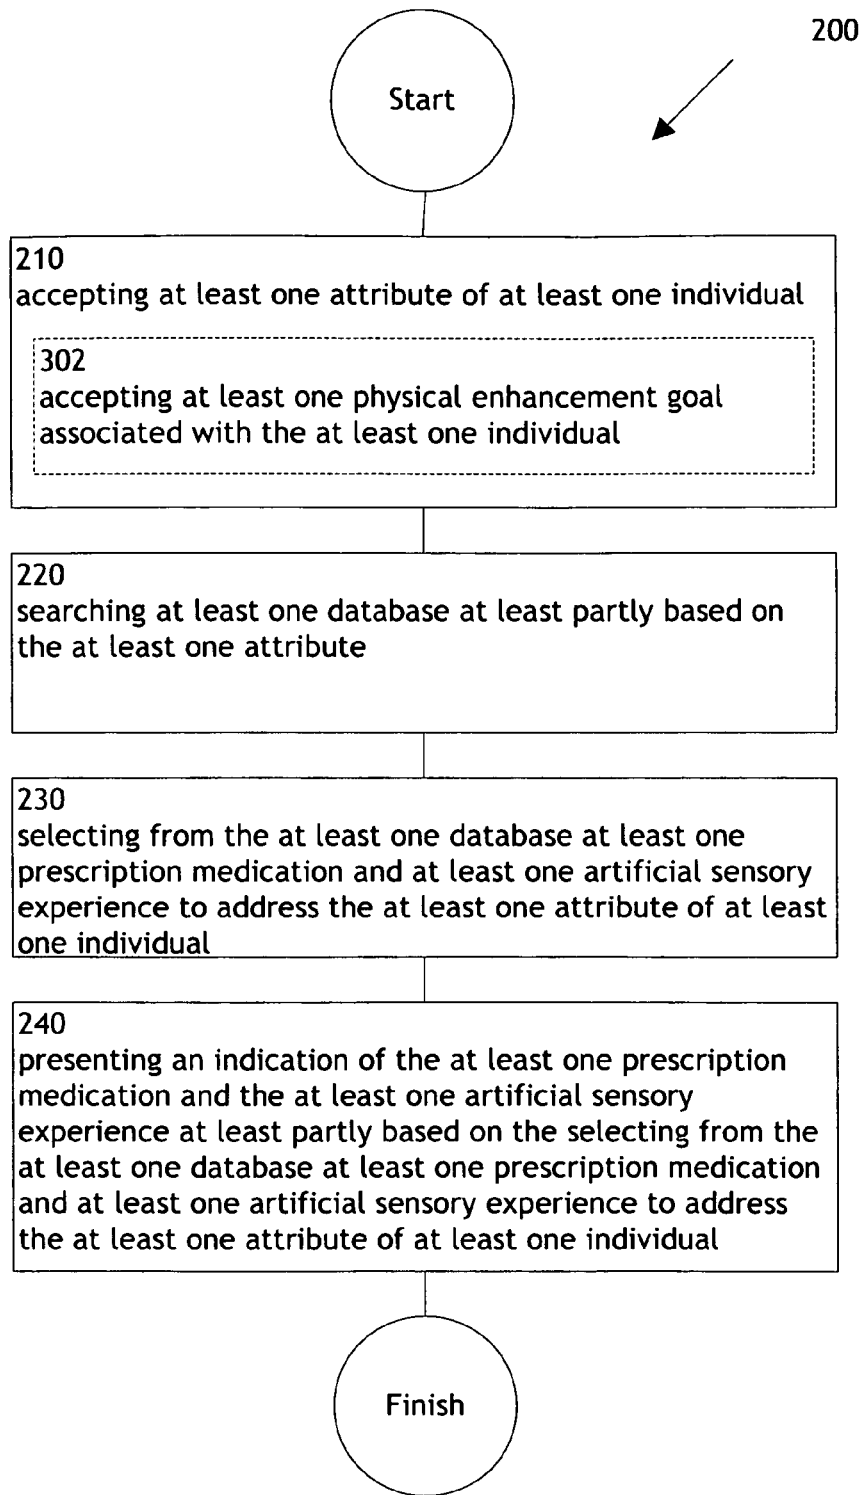 200
Start
210
accepting at least one attribute of at least one individual
302
accepting at least one physical enhancement goal
associated with the at least one individual
220
searching at least one database at least partly based on
the at least one attribute
230
selecting from the at least one database at least one
prescription medication and at least one artificial sensory
experience to address the at least one attribute of at least
one individual
240
presenting an indication of the at least one prescription
medication and the at least one artificial sensory
experience at least partly based on the selecting from the
at least one database at least one prescription medication
and at least one artificial sensory experience to address
the at least one attribute of at least one individual
Finish